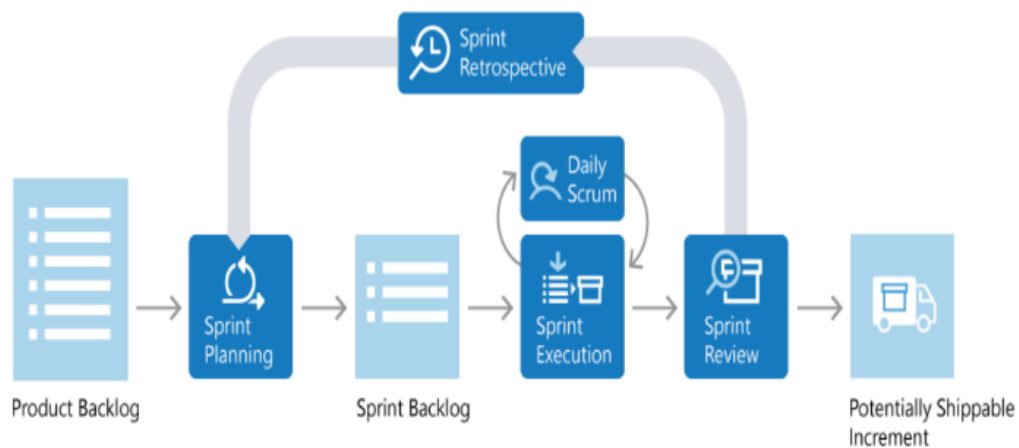 Sprint
Retrospective
Daily
Scrum
Sprint
Planning
Sprint
Execution
Sprint
Review
Product Backlog
Sprint Backlog
Potentially Shippable
Increment